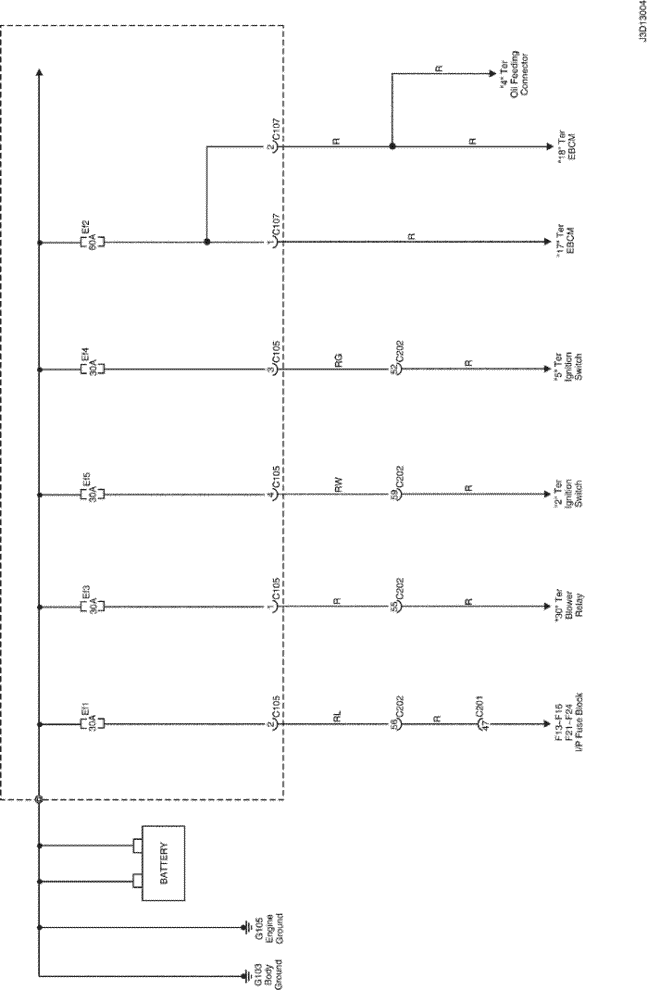 G103
Body
Ground
G105
Engine
Ground
BATTERY
Ef1
30A
2
C105
RL
56
C202
R
47
C201
F13~F16
F21~F24
I/P Fuse Block
Ef3
30A
1
C105
R
55
C202
R
"30" Ter
Blower
Relay
Ef5
30A
4
C105
RW
59
C202
R
"2" Ter
Ignition
Switch
Ef4
30A
3
C105
RG
52
C202
R
"5" Ter
Ignition
Switch
Ef2
60A
1
C107
R
"17" Ter
EBCM
2
C107
R
R
"18" Ter
EBCM
R
"4" Ter
Oil Feeding
Connector
J3D13004